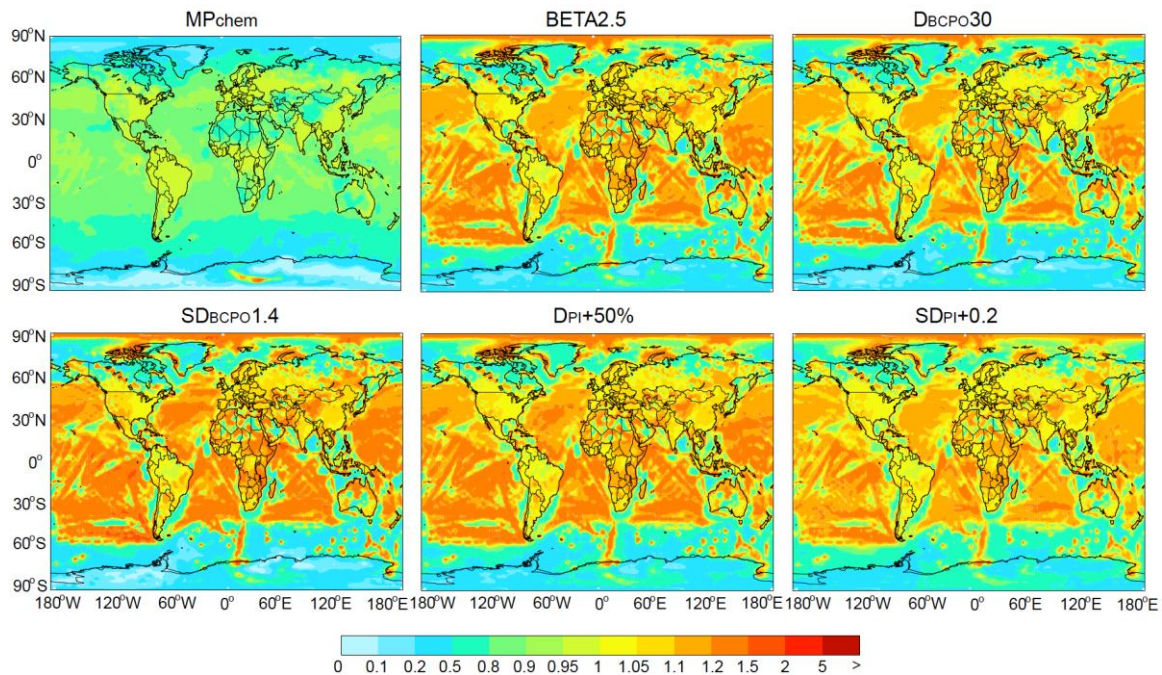 MPchem BETA2.5 DBCPO30
90°N
60°N
30°N
0°
30°S
60°S
90°S
SDBCPO1.4 DPI+50% SDPI+0.2
90°N
60°N
30°N
0°
30°S
60°S
90°S
180°W 120°W 60°W 0° 60°E 120°E 180°W 120°W 60°W 0° 60°E 120°E 180°W 120°W 60°W 0° 60°E 120°E 180°E
0 0.1 0.2 0.5 0.8 0.9 0.95 1 1.05 1.1 1.2 1.5 2 5 >